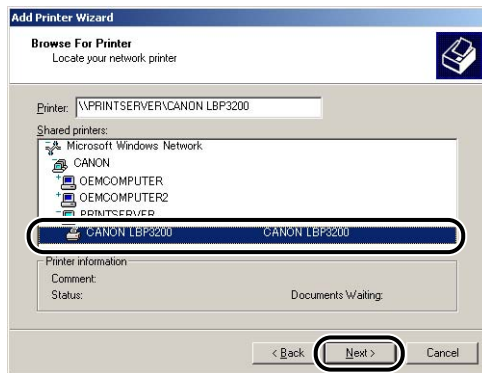 Add Printer Wizard
Browse For Printer
Locate your network printer
Printer: \\PRINTSERVER\CANON LBP3200
Shared printers:
Microsoft Windows Network
CANON
OEMCOMPUTER
OEMCOMPUTER2
PRINTSERVER
CANON LBP3200 CANON LBP3200
Printer information
Comment:
Status: Documents Waiting:
< Back Next > Cancel